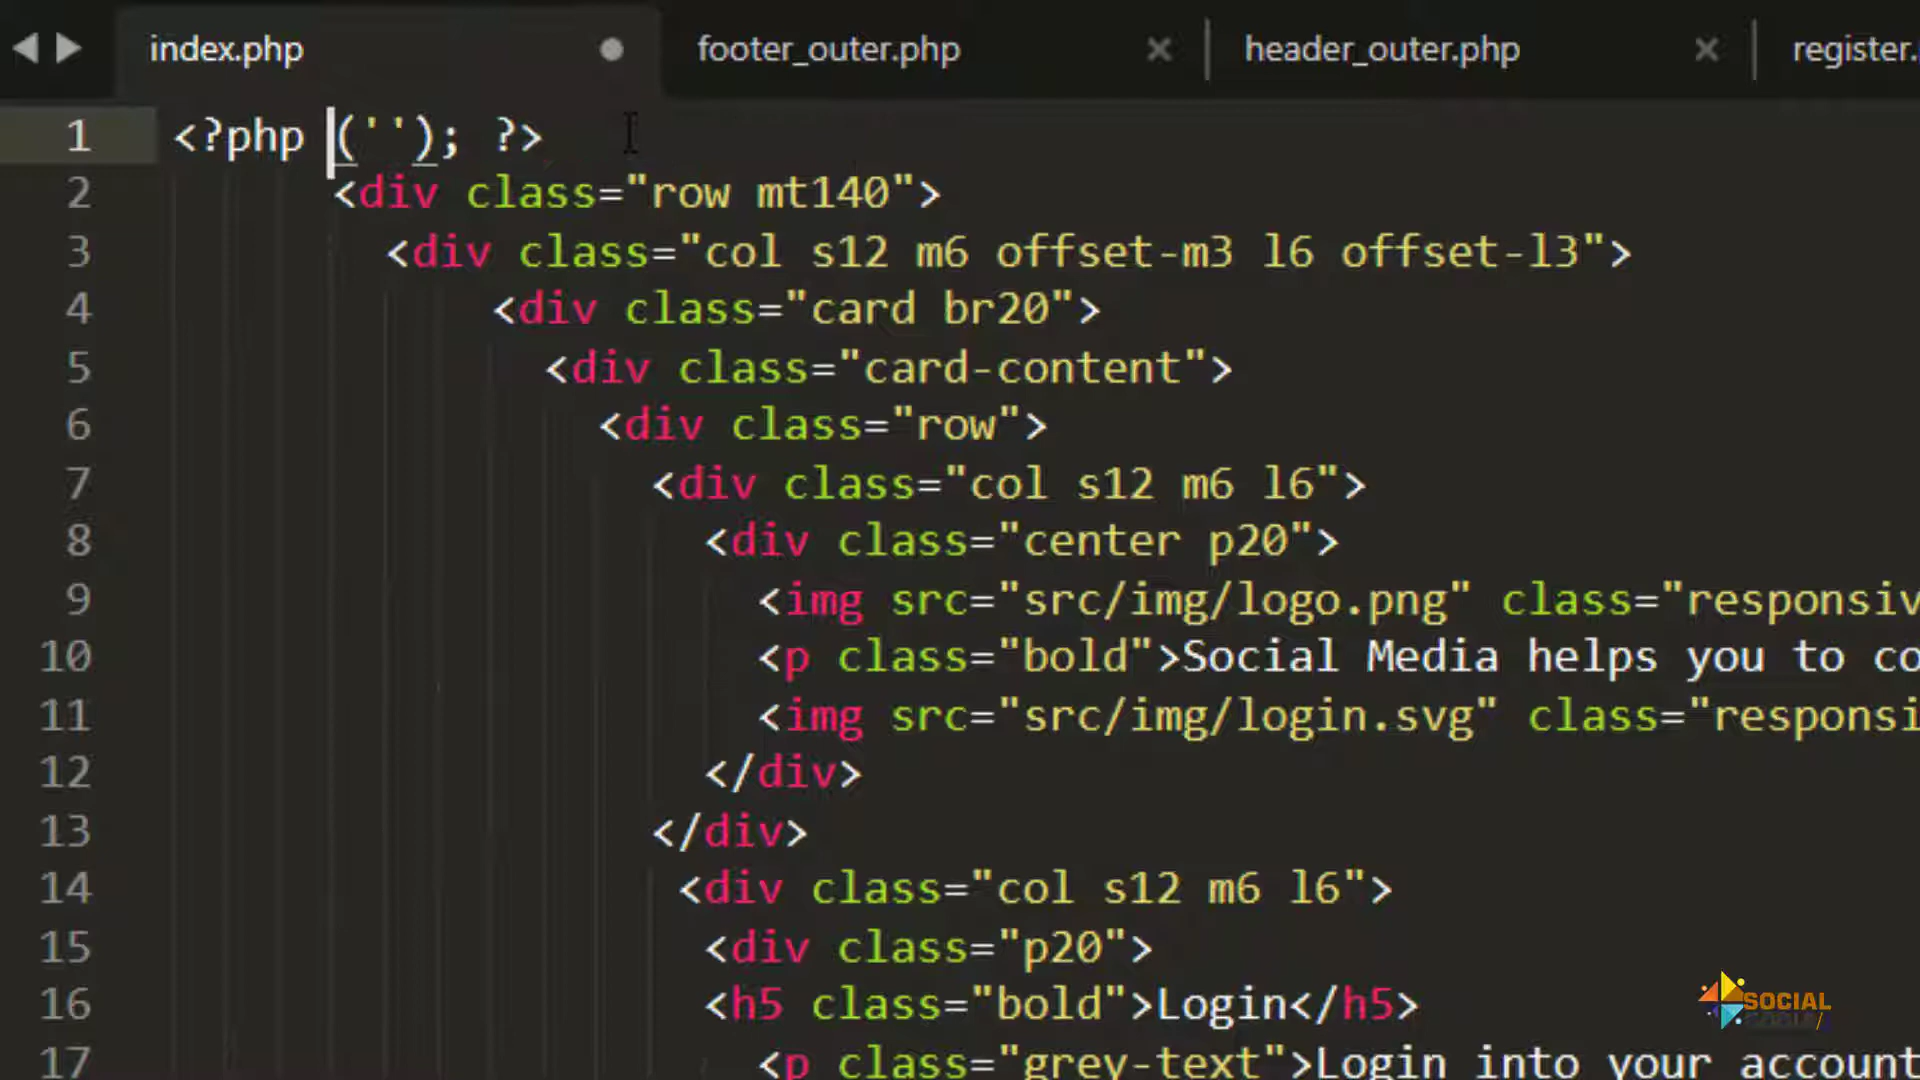 index.php
footer_outer.php
header_outer.php
register.
1 <?php (''); ?>
2 <div class="row mt140">
3 <div class="col s12 m6 offset-m3 l6 offset-l3">
4 <div class="card br20">
5 <div class="card-content">
6 <div class="row">
7 <div class="col s12 m6 l6">
8 <div class="center p20">
9 <img src="src/img/logo.png" class="responsiv
10 <p class="bold">Social Media helps you to co
11 <img src="src/img/login.svg" class="responsi
12 </div>
13 </div>
14 <div class="col s12 m6 l6">
15 <div class="p20">
16 <h5 class="bold">Login</h5>
17 <p class="grey-text">Login into your account
SOCIAL